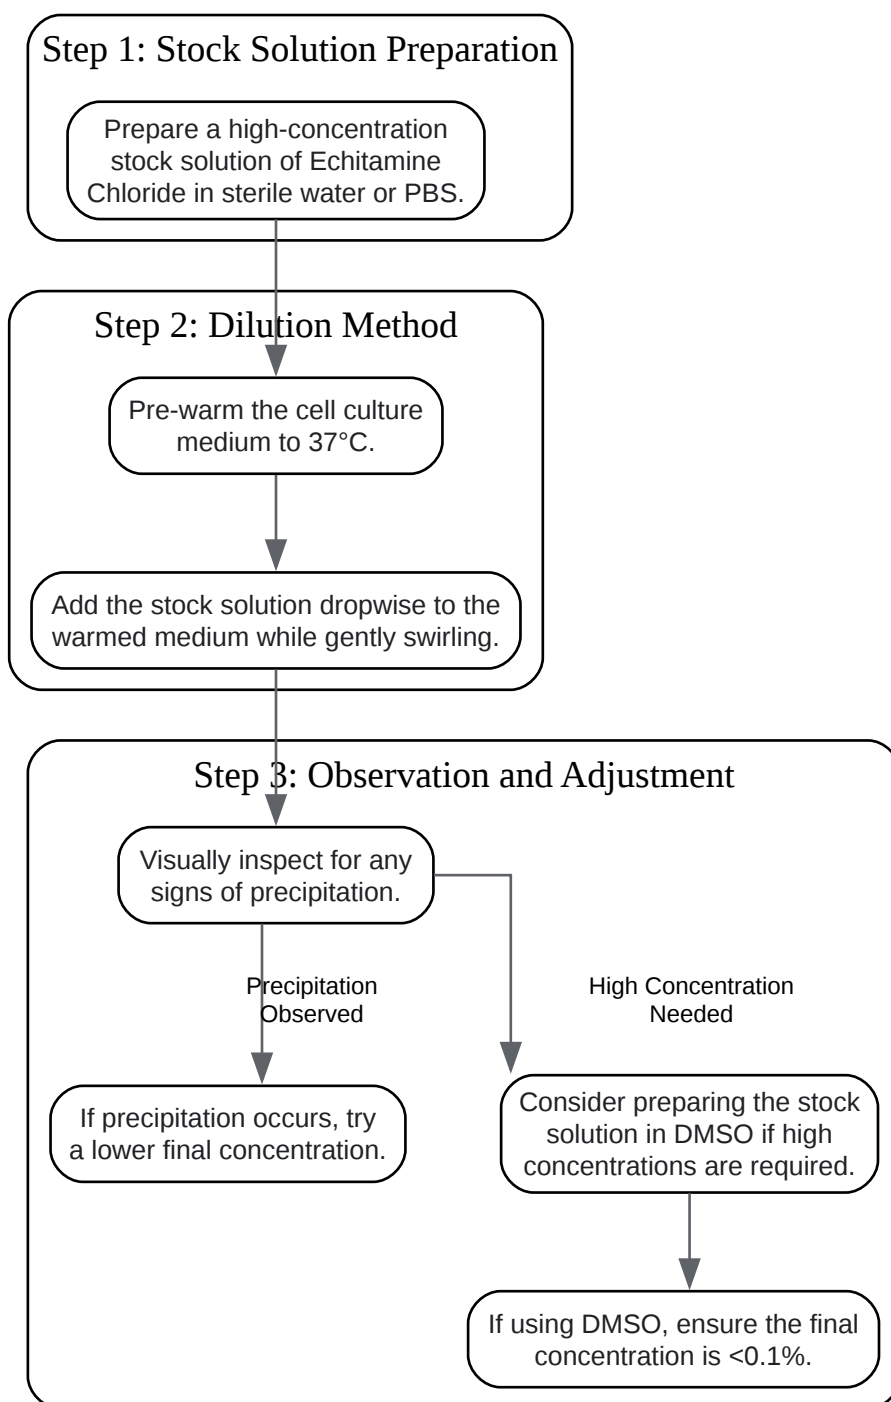 Step 1: Stock Solution Preparation
Prepare a high-concentration
stock solution of Echitamine
Chloride in sterile water or PBS.
Step 2: Dilution Method
Pre-warm the cell culture
medium to 37°C.
Add the stock solution dropwise to the
warmed medium while gently swirling.
Step 3: Observation and Adjustment
Visually inspect for any
signs of precipitation.
Precipitation
Observed
High Concentration
Needed
If precipitation occurs, try
a lower final concentration.
Consider preparing the stock
solution in DMSO if high
concentrations are required.
If using DMSO, ensure the final
concentration is <0.1%.